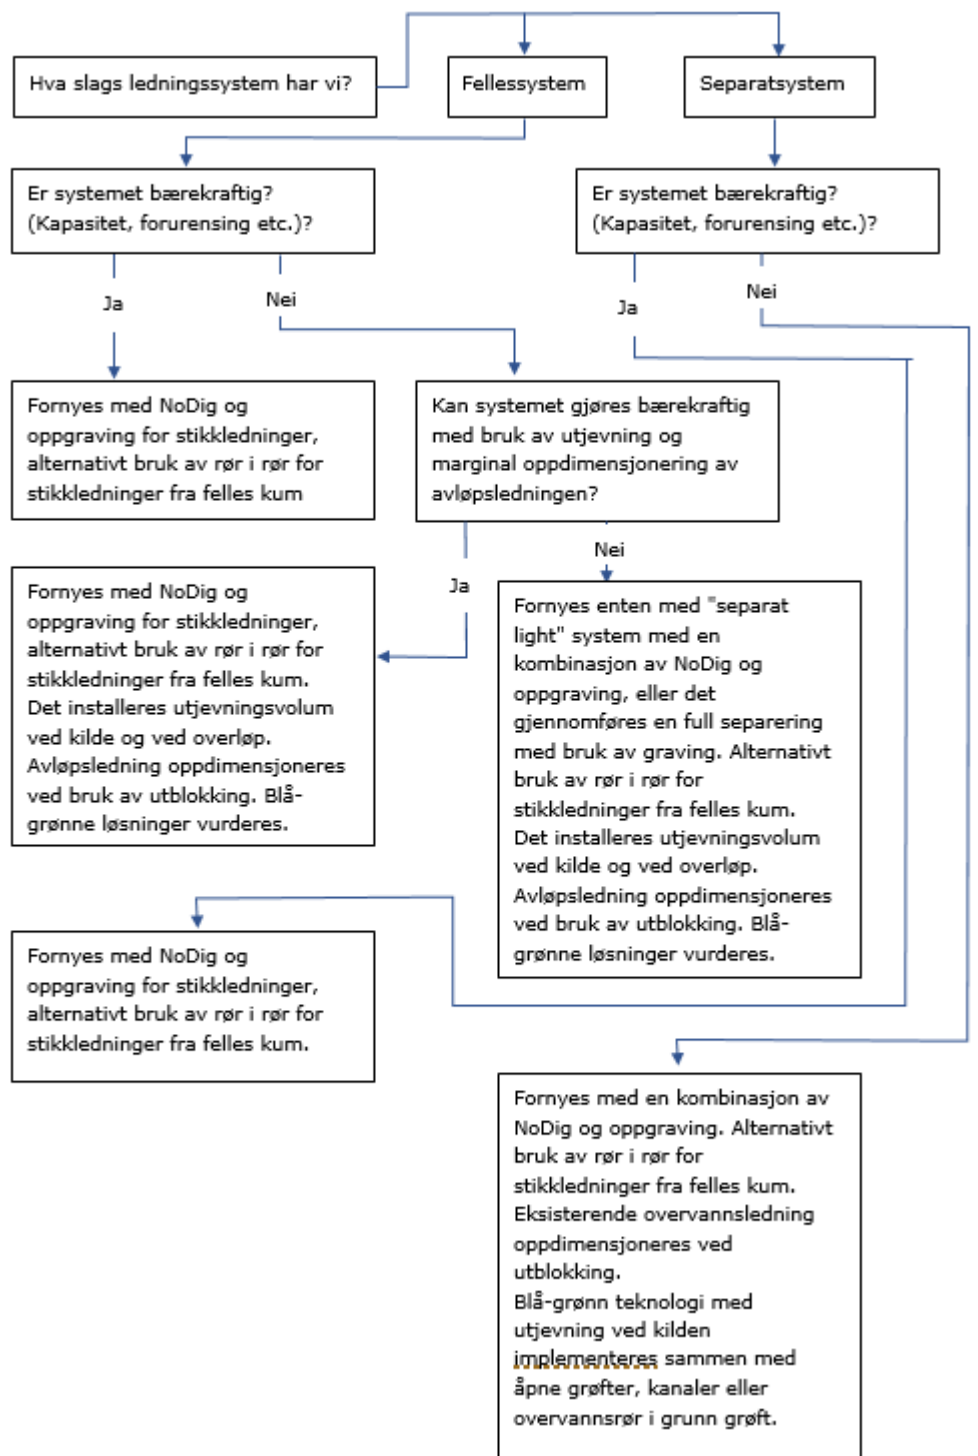 Hva slags ledningssystem har vi?
Fellessystem
Separatsystem
Er systemet bærekraftig?
(Kapasitet, forurensing etc.)?
Er systemet bærekraftig?
(Kapasitet, forurensing etc.)?
Ja
Nei
Ja
Nei
Fornyes med NoDig og
oppgraving for stikkledninger,
alternativt bruk av rør i rør for
stikkledninger fra felles kum
Kan systemet gjøres bærekraftig
med bruk av utjevning og
marginal oppdimensjonering av
avløpsledningen?
Ja
Nei
Fornyes med NoDig og
oppgraving for stikkledninger,
alternativt bruk av rør i rør for
stikkledninger fra felles kum.
Det installeres utjevningsvolum
ved kilde og ved overløp.
Avløpsledning oppdimensjoneres
ved bruk av utblokking. Blå-
grønne løsninger vurderes.
Fornyes enten med "separat
light" system med en
kombinasjon av NoDig og
oppgraving, eller det
gjennomføres en full separering
med bruk av graving. Alternativt
bruk av rør i rør for
stikkledninger fra felles kum.
Det installeres utjevningsvolum
ved kilde og ved overløp.
Avløpsledning oppdimensjoneres
ved bruk av utblokking. Blå-
grønne løsninger vurderes.
Fornyes med NoDig og
oppgraving for stikkledninger,
alternativt bruk av rør i rør for
stikkledninger fra felles kum.
Fornyes med en kombinasjon av
NoDig og oppgraving. Alternativt
bruk av rør i rør for
stikkledninger fra felles kum.
Eksisterende overvannsledning
oppdimensjoneres ved
utblokking.
Blå-grønn teknologi med
utjevning ved kilden
implementeres sammen med
åpne grøfter, kanaler eller
overvannsrør i grunn grøft.